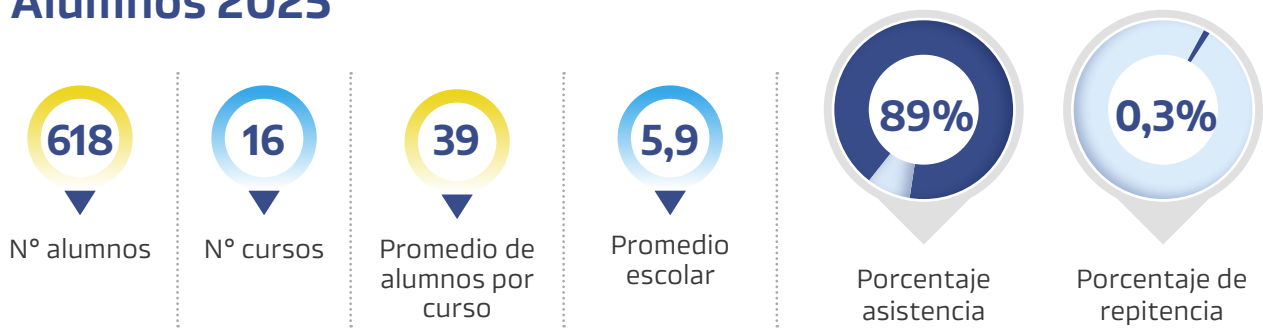 Alumnos 2025
618
N° alumnos
16
N° cursos
39
Promedio de
alumnos por
curso
5,9
Promedio
escolar
89%
Porcentaje
asistencia
0,3%
Porcentaje de
repitencia